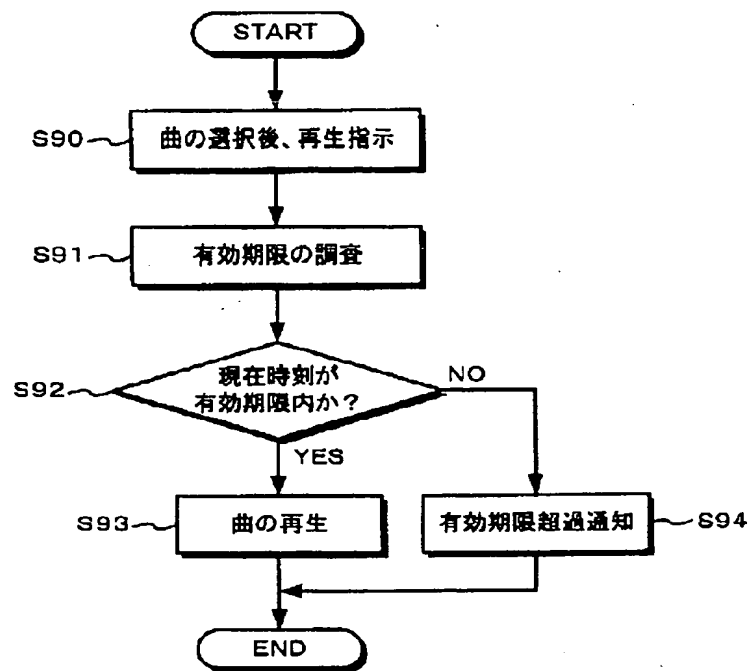 START
S90
曲の選択後、再生指示
S91
有効期限の調査
S92
現在時刻が
有効期限内か？
NO
YES
S93
曲の再生
有効期限超過通知
S94
END